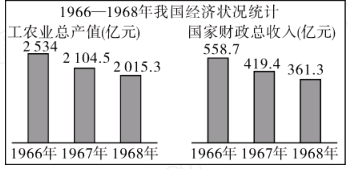 1966—1968年我国经济状况统计
工农业总产值(亿元)
2 534
2 104.5
2 015.3
1966年 1967年 1968年
国家财政总收入(亿元)
558.7
419.4
361.3
1966年 1967年 1968年